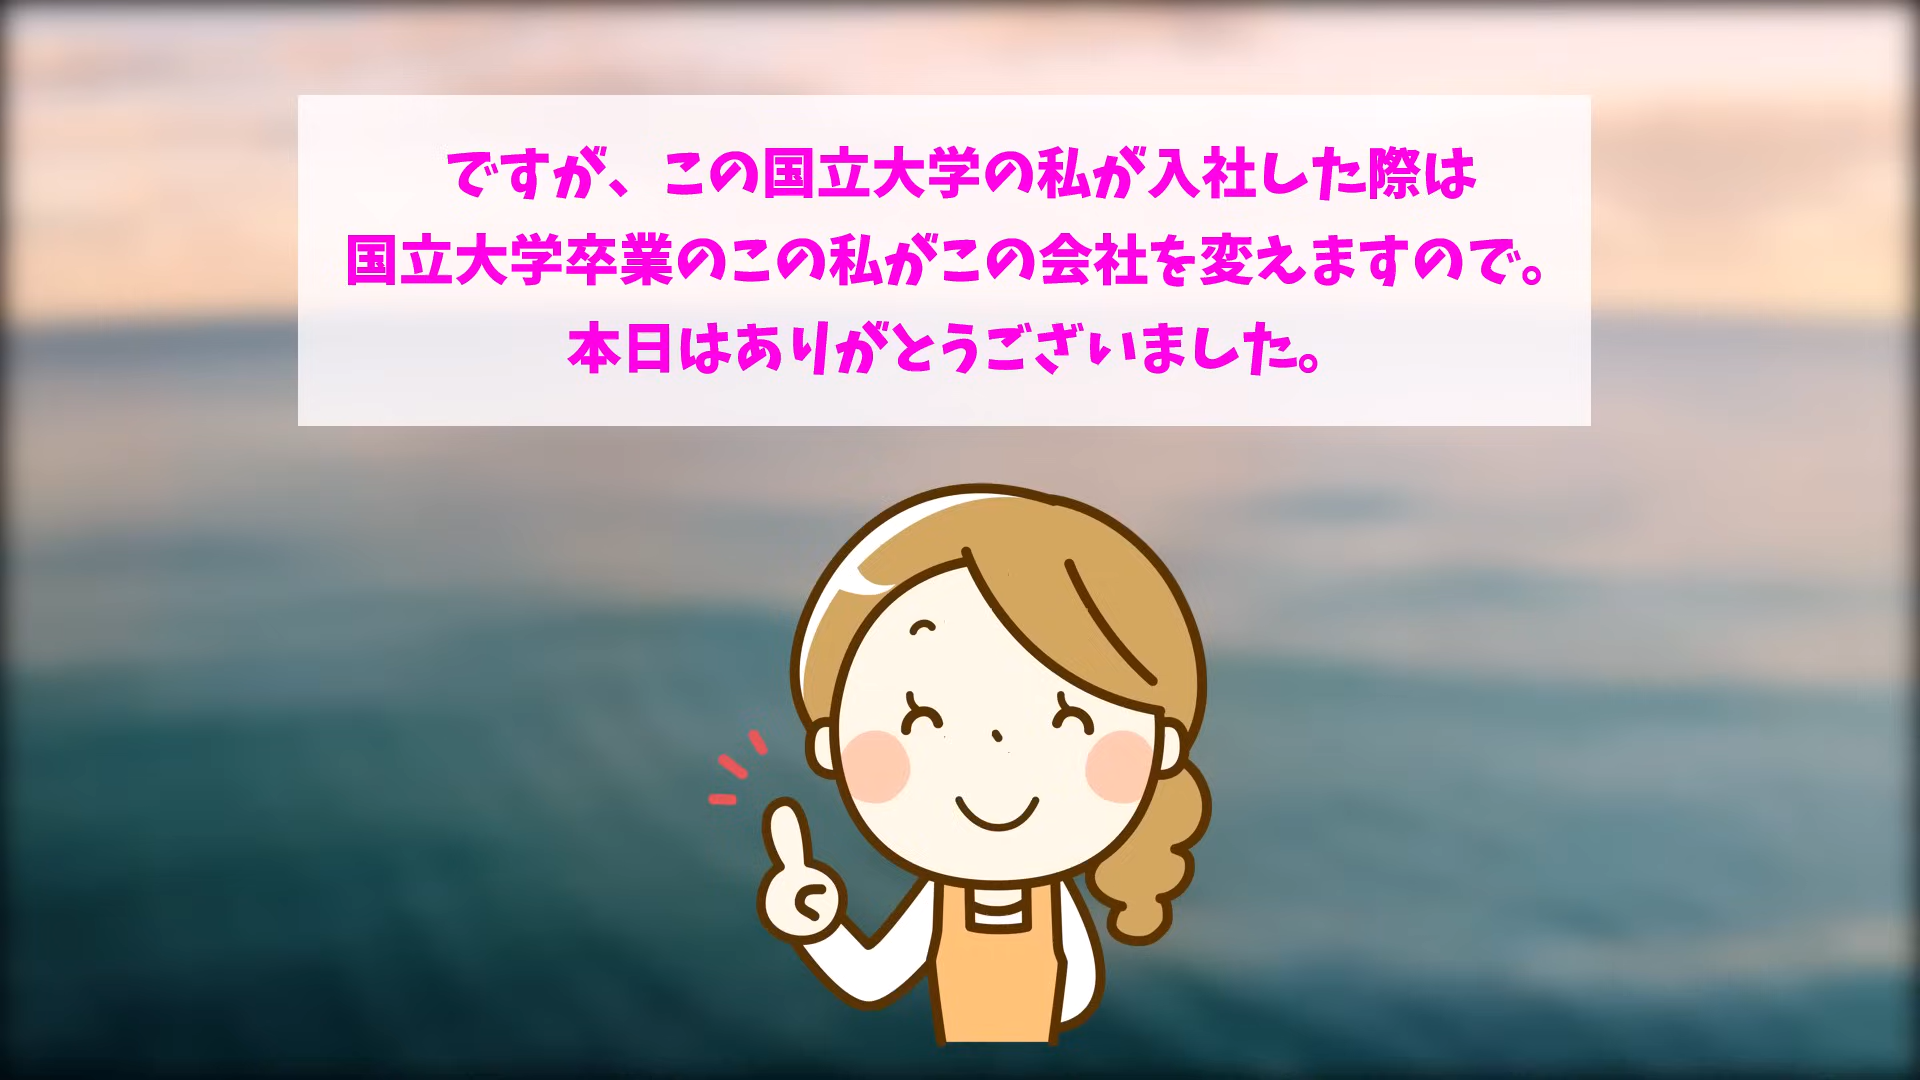 ですが、この国立大学の私が入社した際は
国立大学卒業のこの私がこの会社を変えますので。
本日はありがとうございました。